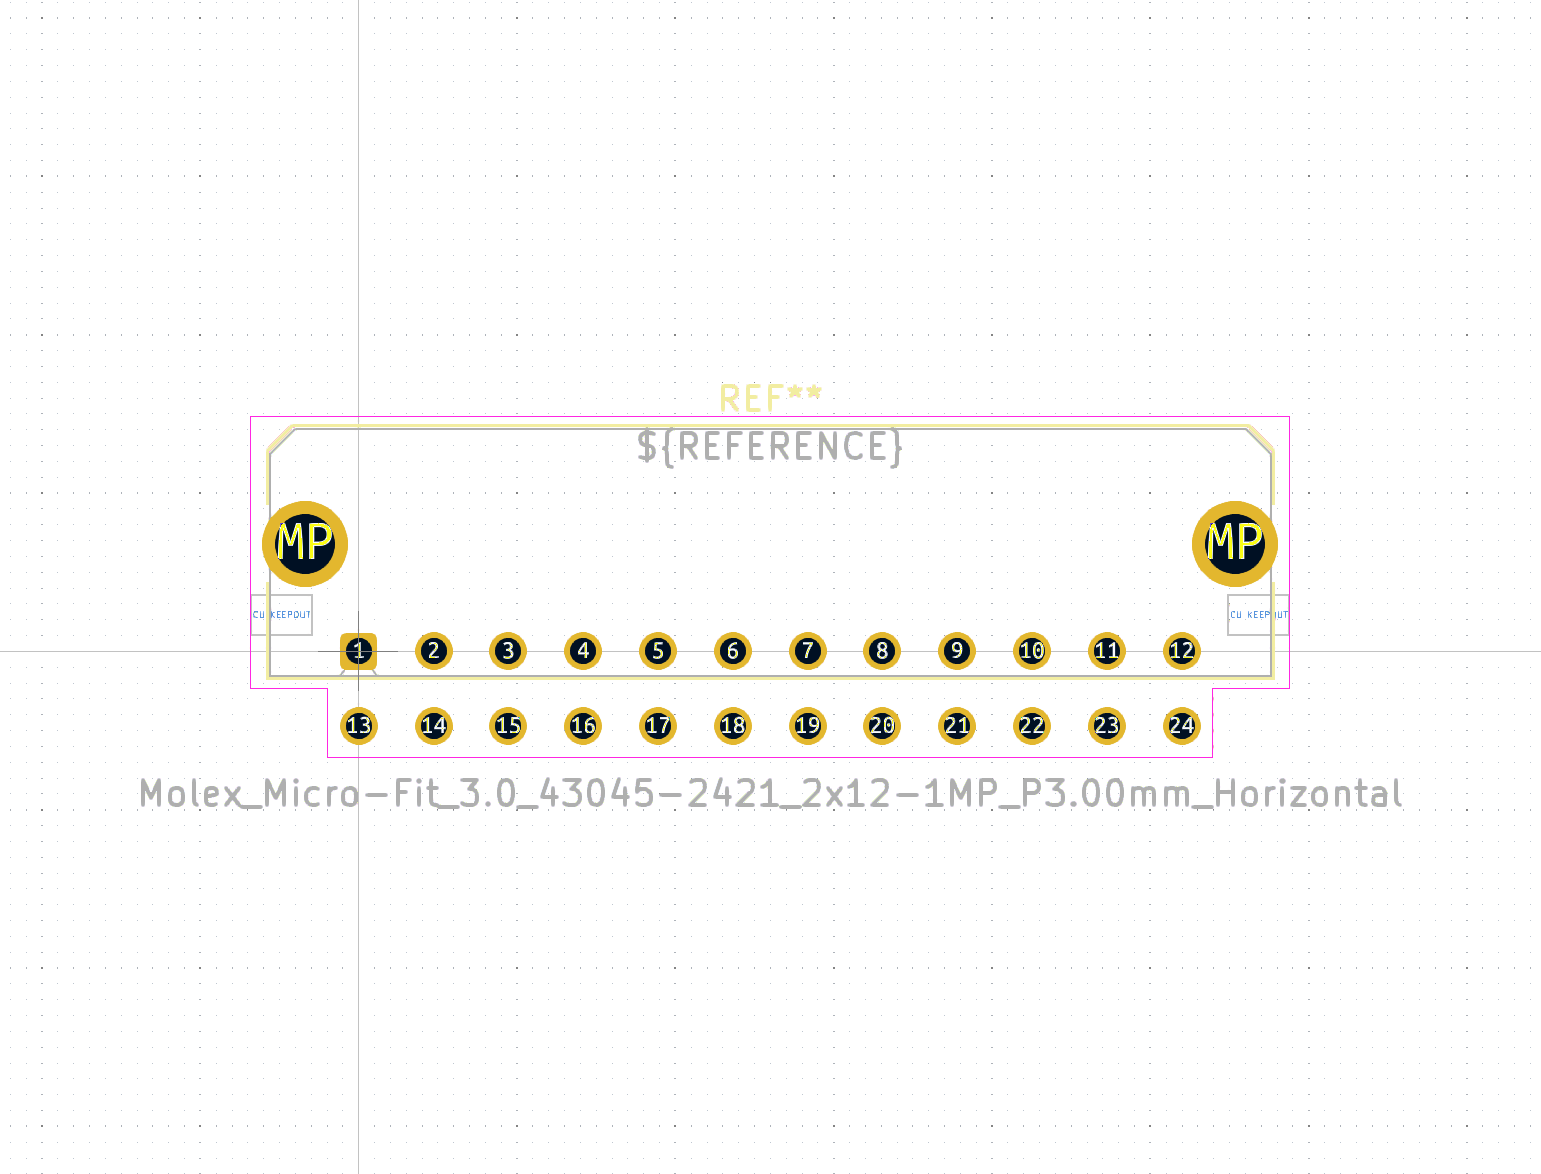 REF**
${REFERENCE}
MP MP
CU KEEPOUT CU KEEPOUT
1 2 3 4 5 6 7 8 9 10 11 12
13 14 15 16 17 18 19 20 21 22 23 24
Molex_Micro-Fit_3.0_43045-2421_2x12-1MP_P3.00mm_Horizontal